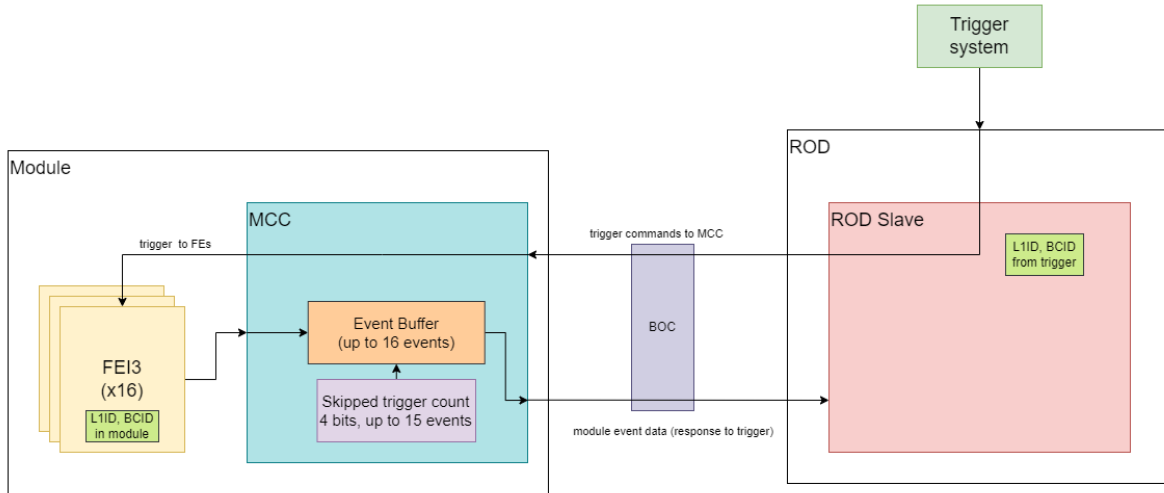 Trigger
system
ROD
Module
ROD Slave
MCC
trigger commands to MCC
trigger  to FEs
L1ID, BCID
from trigger
Event Buffer
(up to 16 events)
BOC
FEI3
(x16)
Skipped trigger count
4 bits, up to 15 events
L1ID, BCID
in module
module event data (response to trigger)